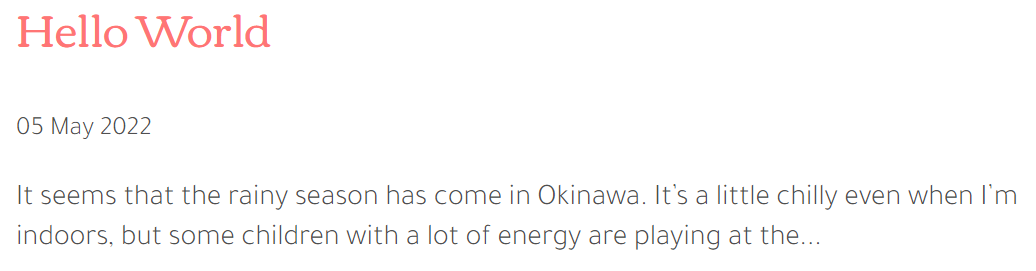 Hello World
05 May 2022
It seems that the rainy season has come in Okinawa. It’s a little chilly even when I’m
indoors, but some children with a lot of energy are playing at the...